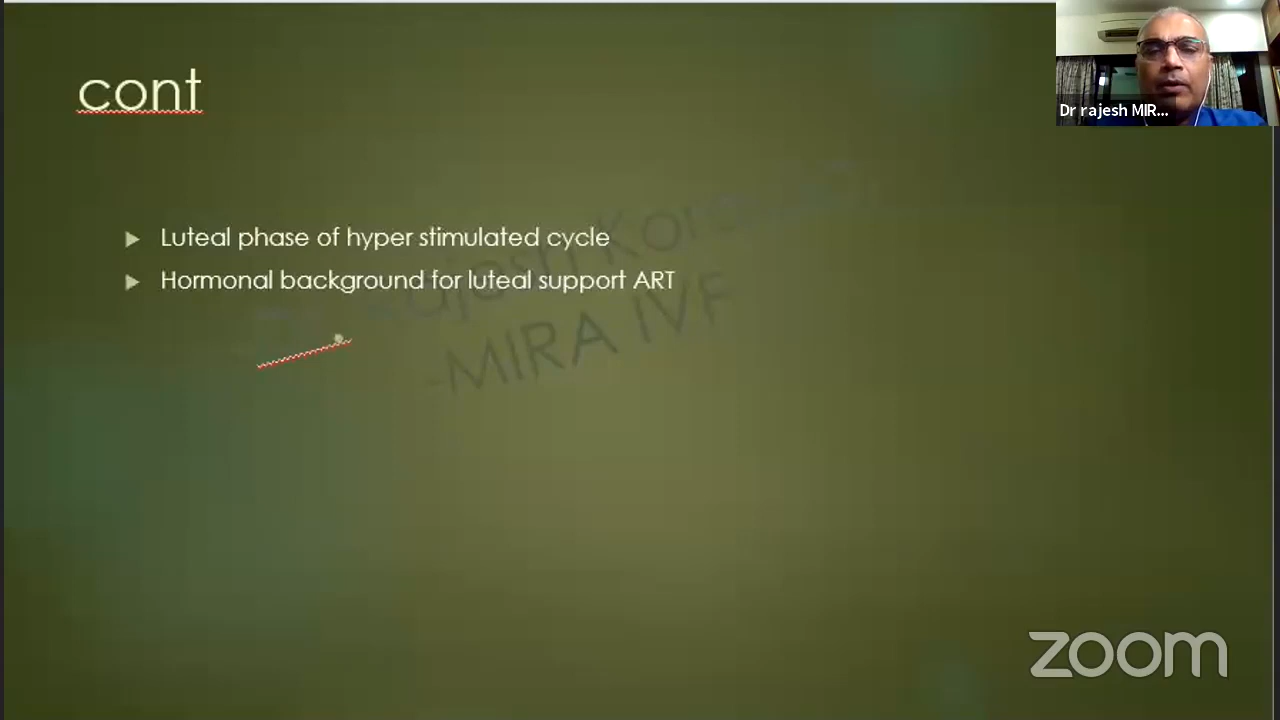 cont
Dr rajesh MIR...
Luteal phase of hyper stimulated cycle
Hormonal background for luteal support ART
-MIRA IVF
zoom